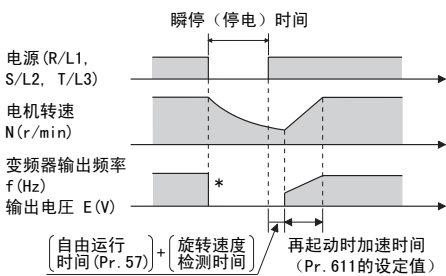 瞬停（停电）时间
电源(R/L1,
S/L2, T/L3)
电机转速
N(r/min)
变频器输出频率
f(Hz)
*
输出电压 E(V)
自由运行
时间(Pr.57)
+
旋转速度
检测时间
再起动时加速时间
(Pr.611的设定值)